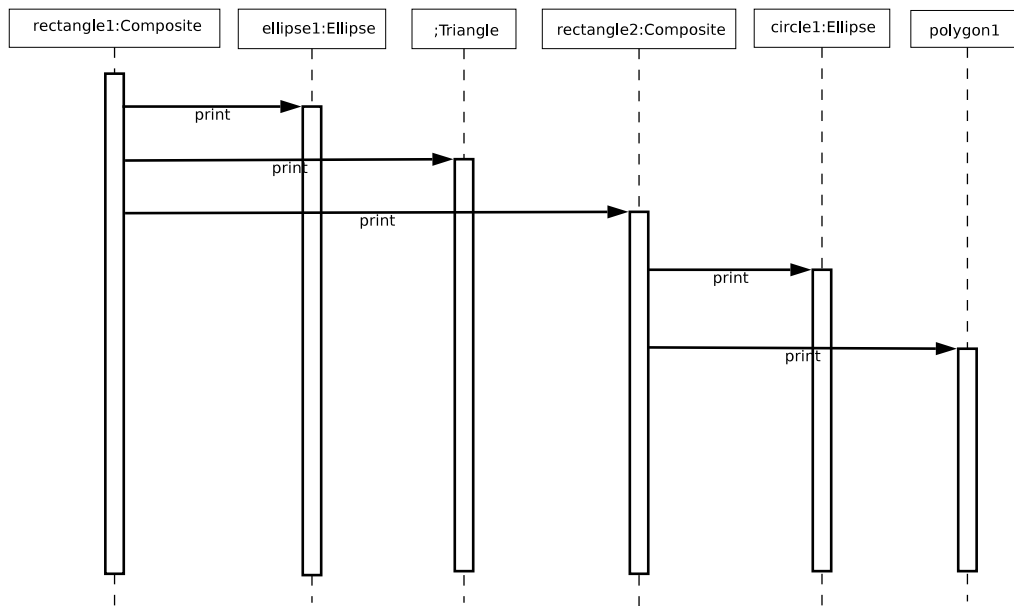 rectangle1:Composite
ellipse1:Ellipse
;Triangle
rectangle2:Composite
circle1:Ellipse
polygon1
print
print
print
print
print